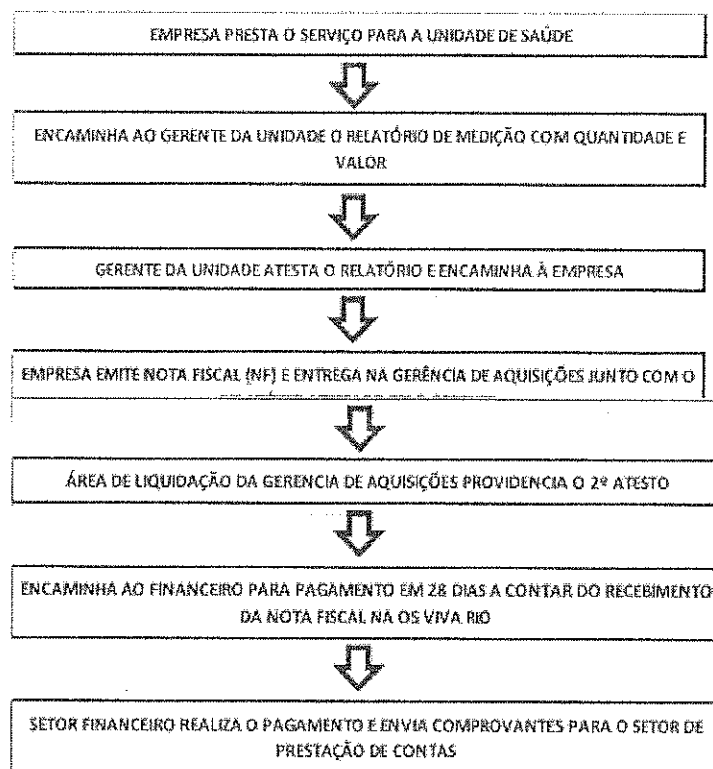 EMPRESA PRESTA O SERVIÇO PARA A UNIDADE DE SAÚDE
ENCAMINHA AO GERENTE DA UNIDADE O RELATÓRIO DE MEDIÇÃO COM QUANTIDADE E
VALOR
GERENTE DA UNIDADE ATESTA O RELATÓRIO E ENCAMINHA À EMPRESA
EMPRESA EMITE NOTA FISCAL (NF) E ENTREGA NA GERÊNCIA DE AQUISIÇÕES JUNTO COM O
ÁREA DE LIQUIDAÇÃO DA GERENCIA DE AQUISIÇÕES PROVIDENCIA O 2º ATESTO
ENCAMINHA AO FINANCEIRO PARA PAGAMENTO EM 28 DIAS A CONTAR DO RECEBIMENTO
DA NOTA FISCAL NA OS VIVA RIO
SETOR FINANCEIRO REALIZA O PAGAMENTO E ENVIA COMPROVANTES PARA O SETOR DE
PRESTAÇÃO DE CONTAS